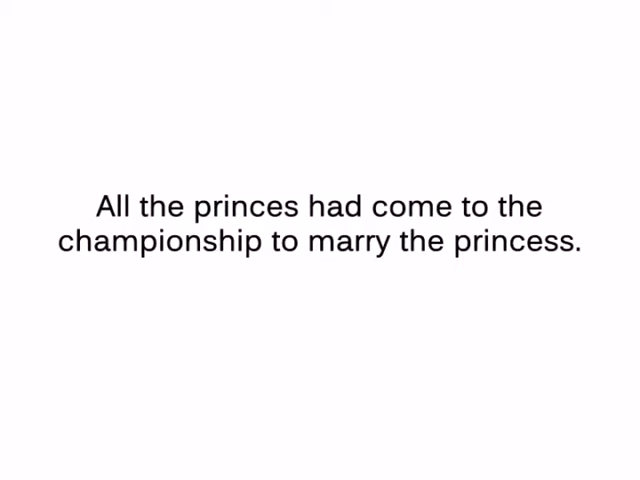 All the princes had come to the
championship to marry the princess.